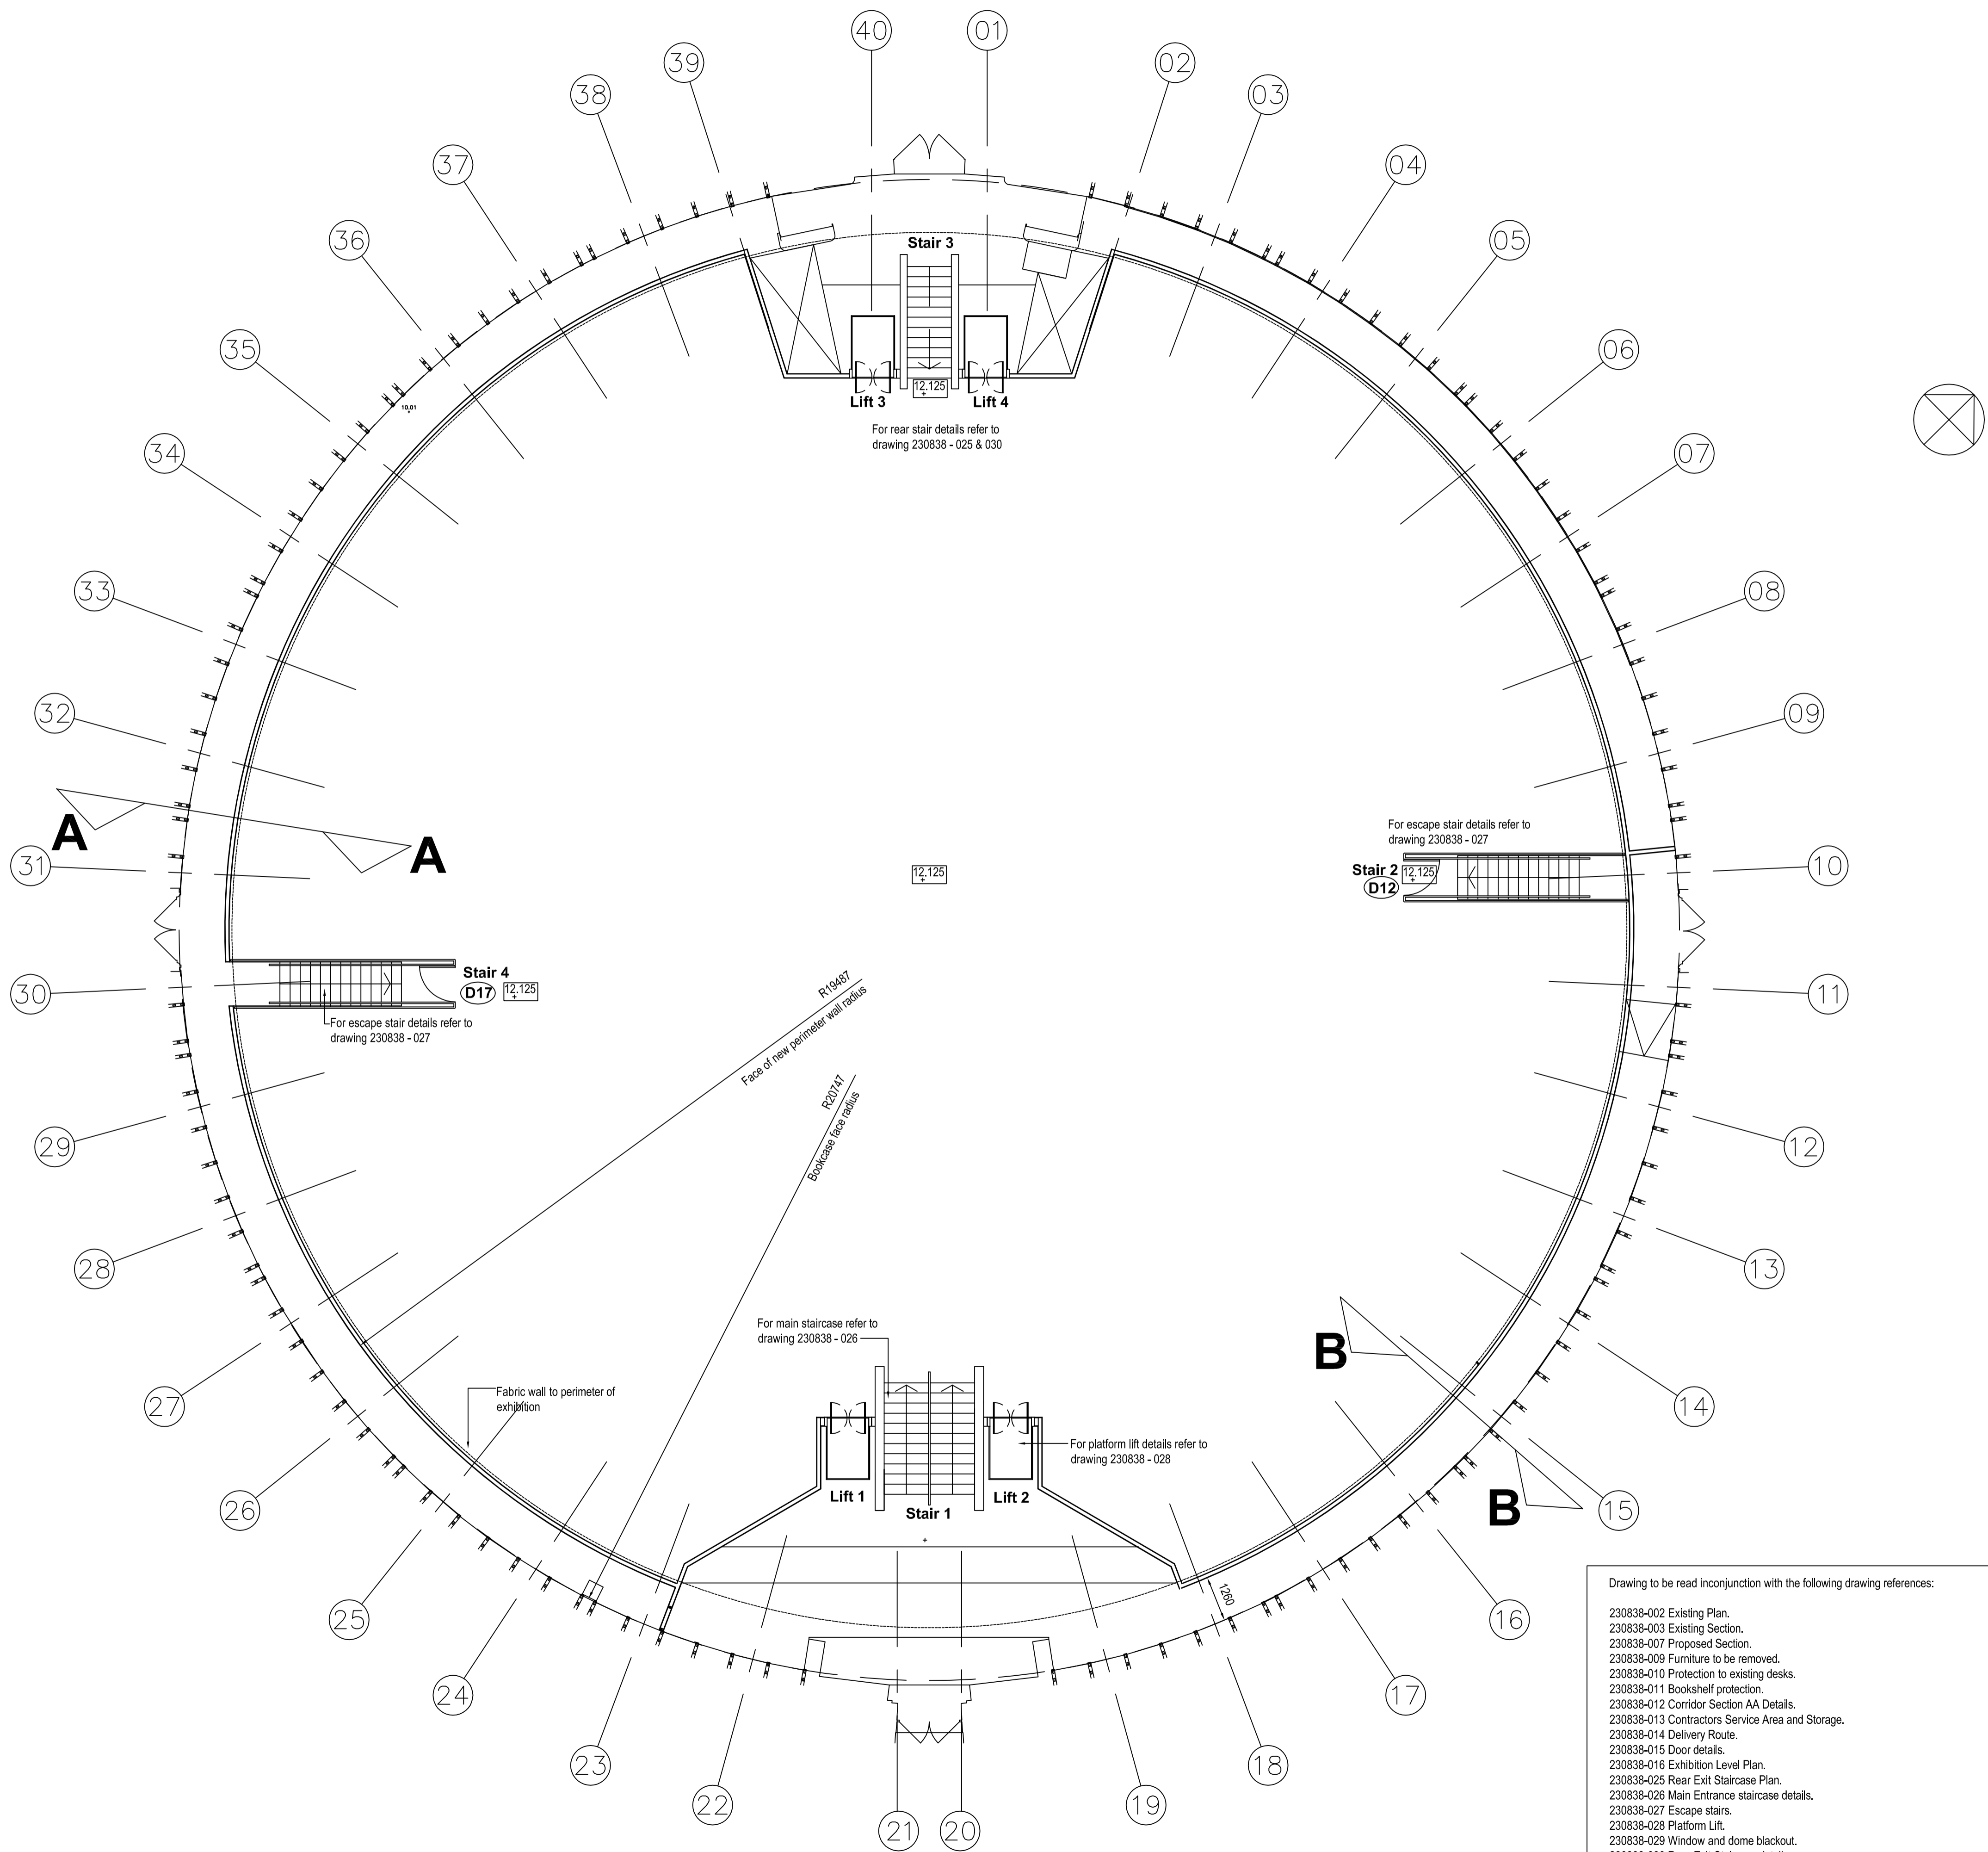 40
01
39
02
38
03
37
04
36
05
35
06
34
07
33
08
32
09
31
10
30
11
29
12
28
13
27
14
26
15
25
16
24
17
23
18
22
19
21
20
Stair 3
12.125
Lift 3
Lift 4
For rear stair details refer to
drawing 230838 - 025 & 030
10.01
A
A
For escape stair details refer to
drawing 230838 - 027
Stair 2
12.125
D12
12.125
Stair 4
D17
12.125
For escape stair details refer to
drawing 230838 - 027
R19487
Face of new perimeter wall radius
R20747
Bookcase face radius
For main staircase refer to
drawing 230838 - 026
B
B
Fabric wall to perimeter of
exhibition
For platform lift details refer to
drawing 230838 - 028
Lift 1
Lift 2
Stair 1
1260
Drawing to be read inconjunction with the following drawing references:
230838-002 Existing Plan.
230838-003 Existing Section.
230838-007 Proposed Section.
230838-009 Furniture to be removed.
230838-010 Protection to existing desks.
230838-011 Bookshelf protection.
230838-012 Corridor Section AA Details.
230838-013 Contractors Service Area and Storage.
230838-014 Delivery Route.
230838-015 Door details.
230838-016 Exhibition Level Plan.
230838-025 Rear Exit Staircase Plan.
230838-026 Main Entrance staircase details.
230838-027 Escape stairs.
230838-028 Platform Lift.
230838-029 Window and dome blackout.